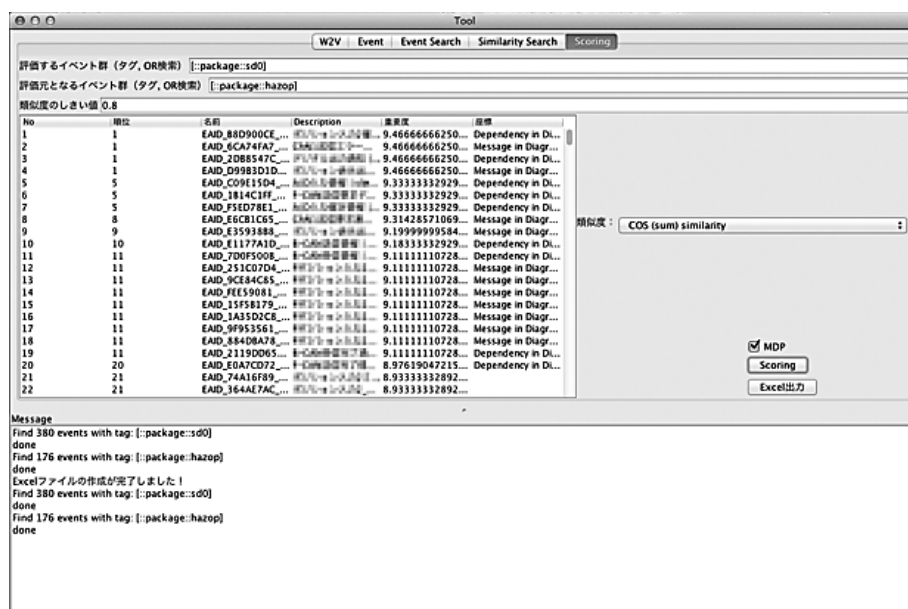 Tool
W2V Event Event Search Similarity Search Scoring
評価するイベント群（タグ, OR検索） [::package::sd0]
評価元となるイベント群（タグ, OR検索） [::package::hazop]
類似度のしきい値 0.8
No 順位 名前 Description 重要度 座標
1 1 EAID_88D900CE_... 9.46666666250... Dependency in Di...
2 1 EAID_6CA74FA7_... 9.46666666250... Message in Diagr...
3 1 EAID_2DB8547C_... 9.46666666250... Dependency in Di...
4 1 EAID_D99B3D1D... 9.46666666250... Message in Diagr...
5 5 EAID_C09E15D4_... 9.33333332929... Dependency in Di...
6 5 EAID_1814C1FF_... 9.33333332929... Dependency in Di...
7 5 EAID_F5ED78E1_... 9.33333332929... Dependency in Di...
8 8 EAID_E6CB1C65_... 9.31428571069... Message in Diagr...
9 9 EAID_E3593888_... 9.19999999584... Message in Diagr...
10 10 EAID_E1177A1D_... 9.18333332929... Dependency in Di...
11 11 EAID_7D0F500B_... 9.11111110728... Dependency in Di...
12 11 EAID_251C07D4_... 9.11111110728... Message in Diagr...
13 11 EAID_9CE84C85_... 9.11111110728... Message in Diagr...
14 11 EAID_FEE59081_... 9.11111110728... Message in Diagr...
15 11 EAID_15F5B179_... 9.11111110728... Message in Diagr...
16 11 EAID_1A35D2C8_... 9.11111110728... Message in Diagr...
17 11 EAID_9F953561_... 9.11111110728... Message in Diagr...
18 11 EAID_884D8A78_... 9.11111110728... Message in Diagr...
19 11 EAID_2119DD65... 9.11111110728... Dependency in Di...
20 20 EAID_E0A7CD72_... 8.97619047215... Dependency in Di...
21 21 EAID_74A16F89_... 8.93333332892...
22 21 EAID_364AE7AC_... 8.93333332892...
類似度： COS (sum) similarity
MDP
Scoring
Excel出力
Message
Find 380 events with tag: [::package::sd0]
done
Find 176 events with tag: [::package::hazop]
done
Excelファイルの作成が完了しました！
Find 380 events with tag: [::package::sd0]
done
Find 176 events with tag: [::package::hazop]
done